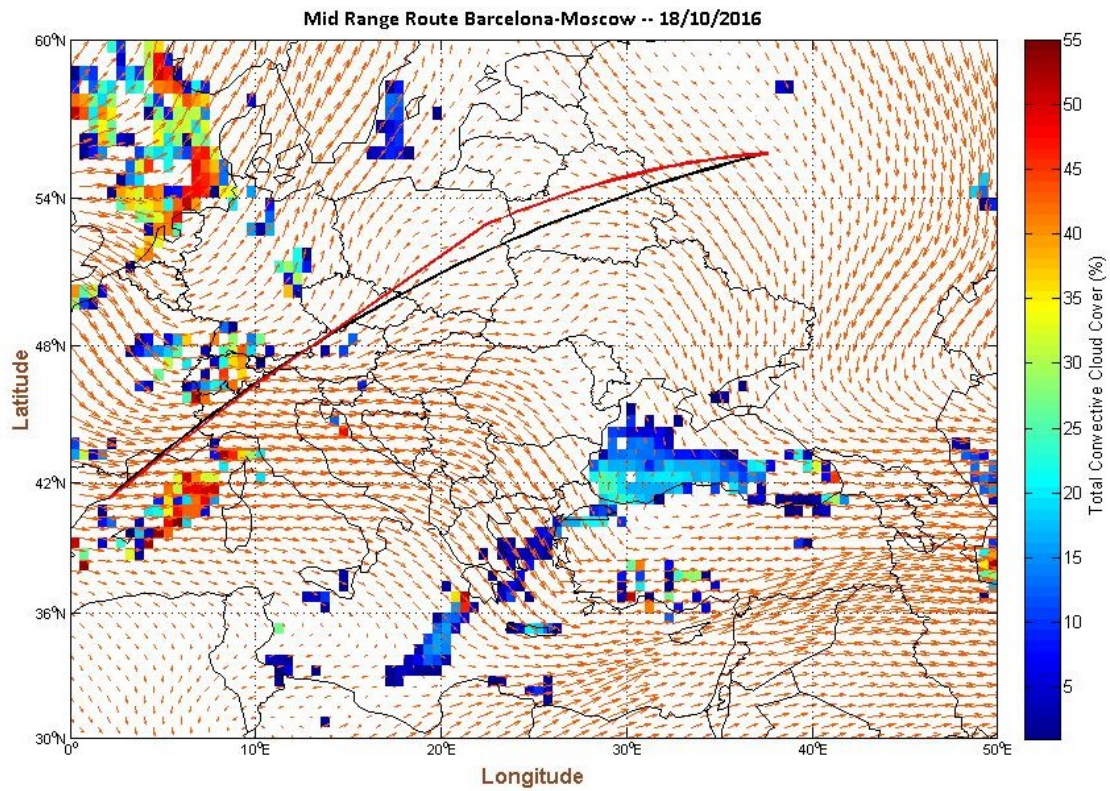 Mid Range Route Barcelona-Moscow -- 18/10/2016
60°N
54°N
48°N
42°N
36°N
30°N
Latitude
0°
10°E
20°E
30°E
40°E
50°E
Longitude
55
50
45
40
35
30
25
20
15
10
5
Total Convective Cloud Cover (%)